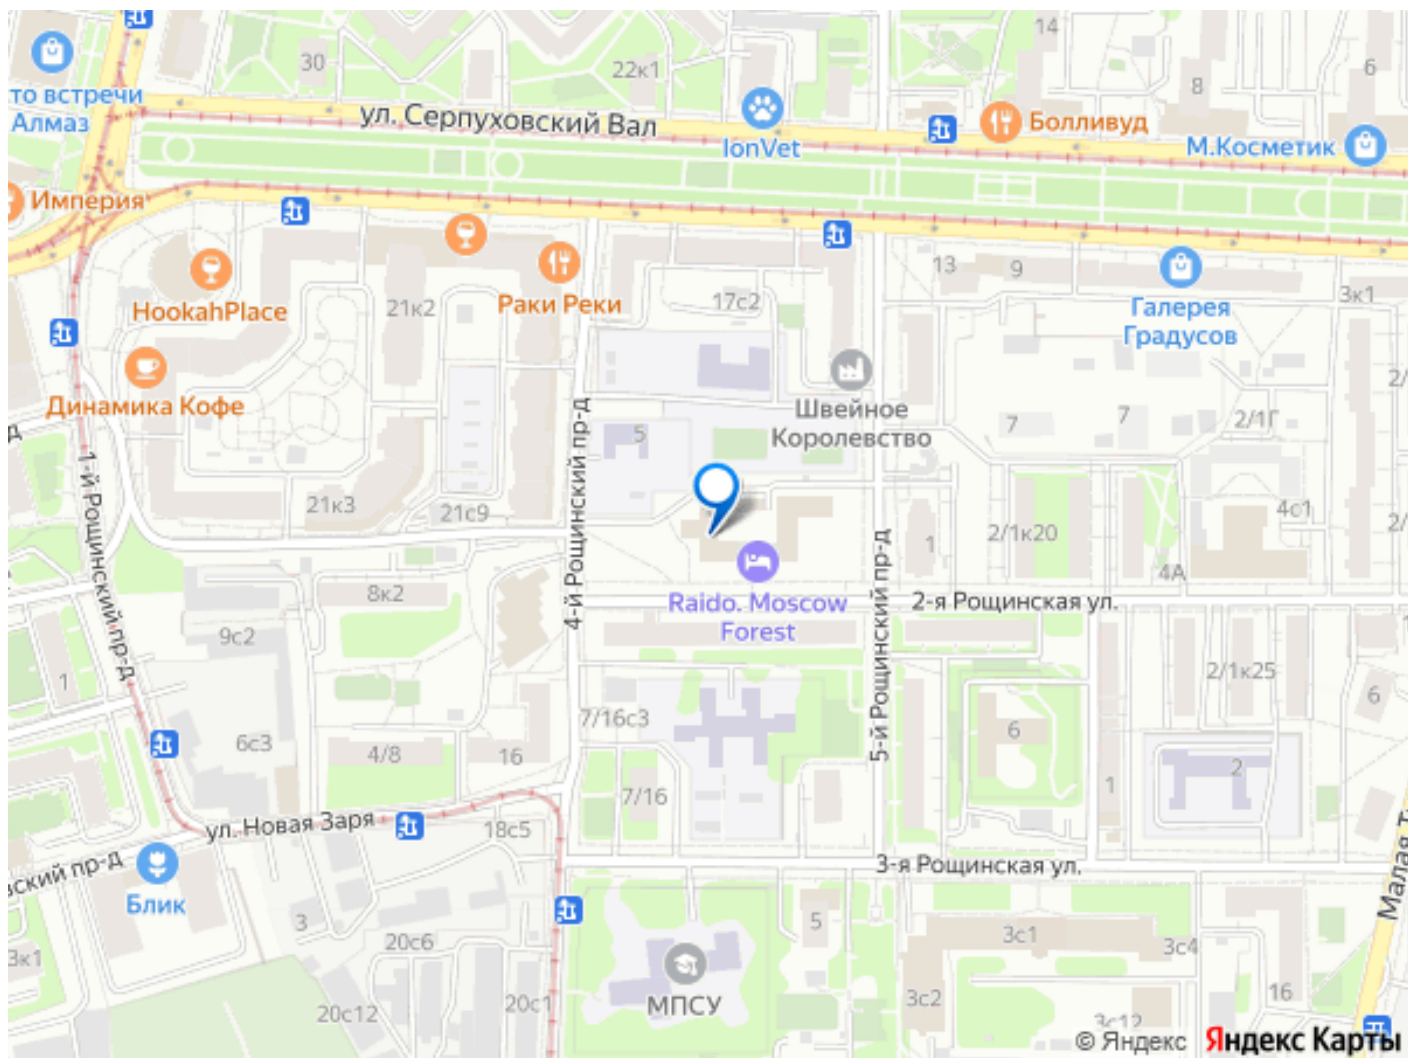 14
30
22к1
6
8
то встречи
Алмаз
ул. Серпуховский Вал
Болливуд
IonVet
М.Косметик
Империя
13
9
3к1
HookahPlace
21к2
Раки Реки
17с2
Галерея
Градусов
2/
Динамика Кофе
Швейное
Королевство
7
7
2/1Г
5
д
1-й Рощинский пр-д
4-й Рощинский пр-д
21к3
21с9
4с1
2/1к20
1
5-й Рощинский пр-д
4А
8к2
Raido. Moscow
Forest
2-я Рощинская ул.
9с2
1
2/1к25
6
7/16с3
6
6с3
4/8
16
2
1
7/16
ул. Новая Заря
18с5
вский пр-д
3-я Рощинская ул.
Малая Т
Блик
3
5
20с6
3с1
3с4
3к1
МПСУ
3с2
16
20с12
20с1
3с12
© Яндекс
Яндекс Карты